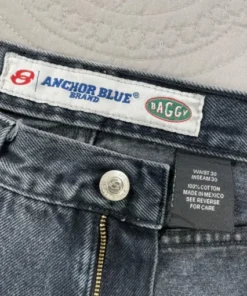 ANCHOR BLUE®
BRAND
BAGGY
WAIST 30
INSEAM 30
100% COTTON
MADE IN MEXICO
SEE REVERSE
FOR CARE